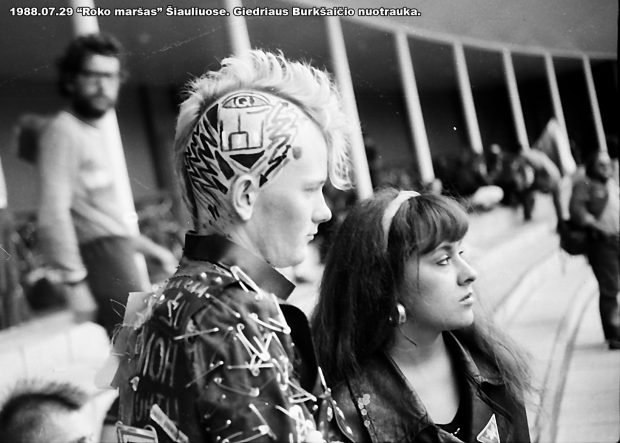 1988.07.29 “Roko maršas” Šiauliuose. Giedriaus Burkšaičio nuotrauka.